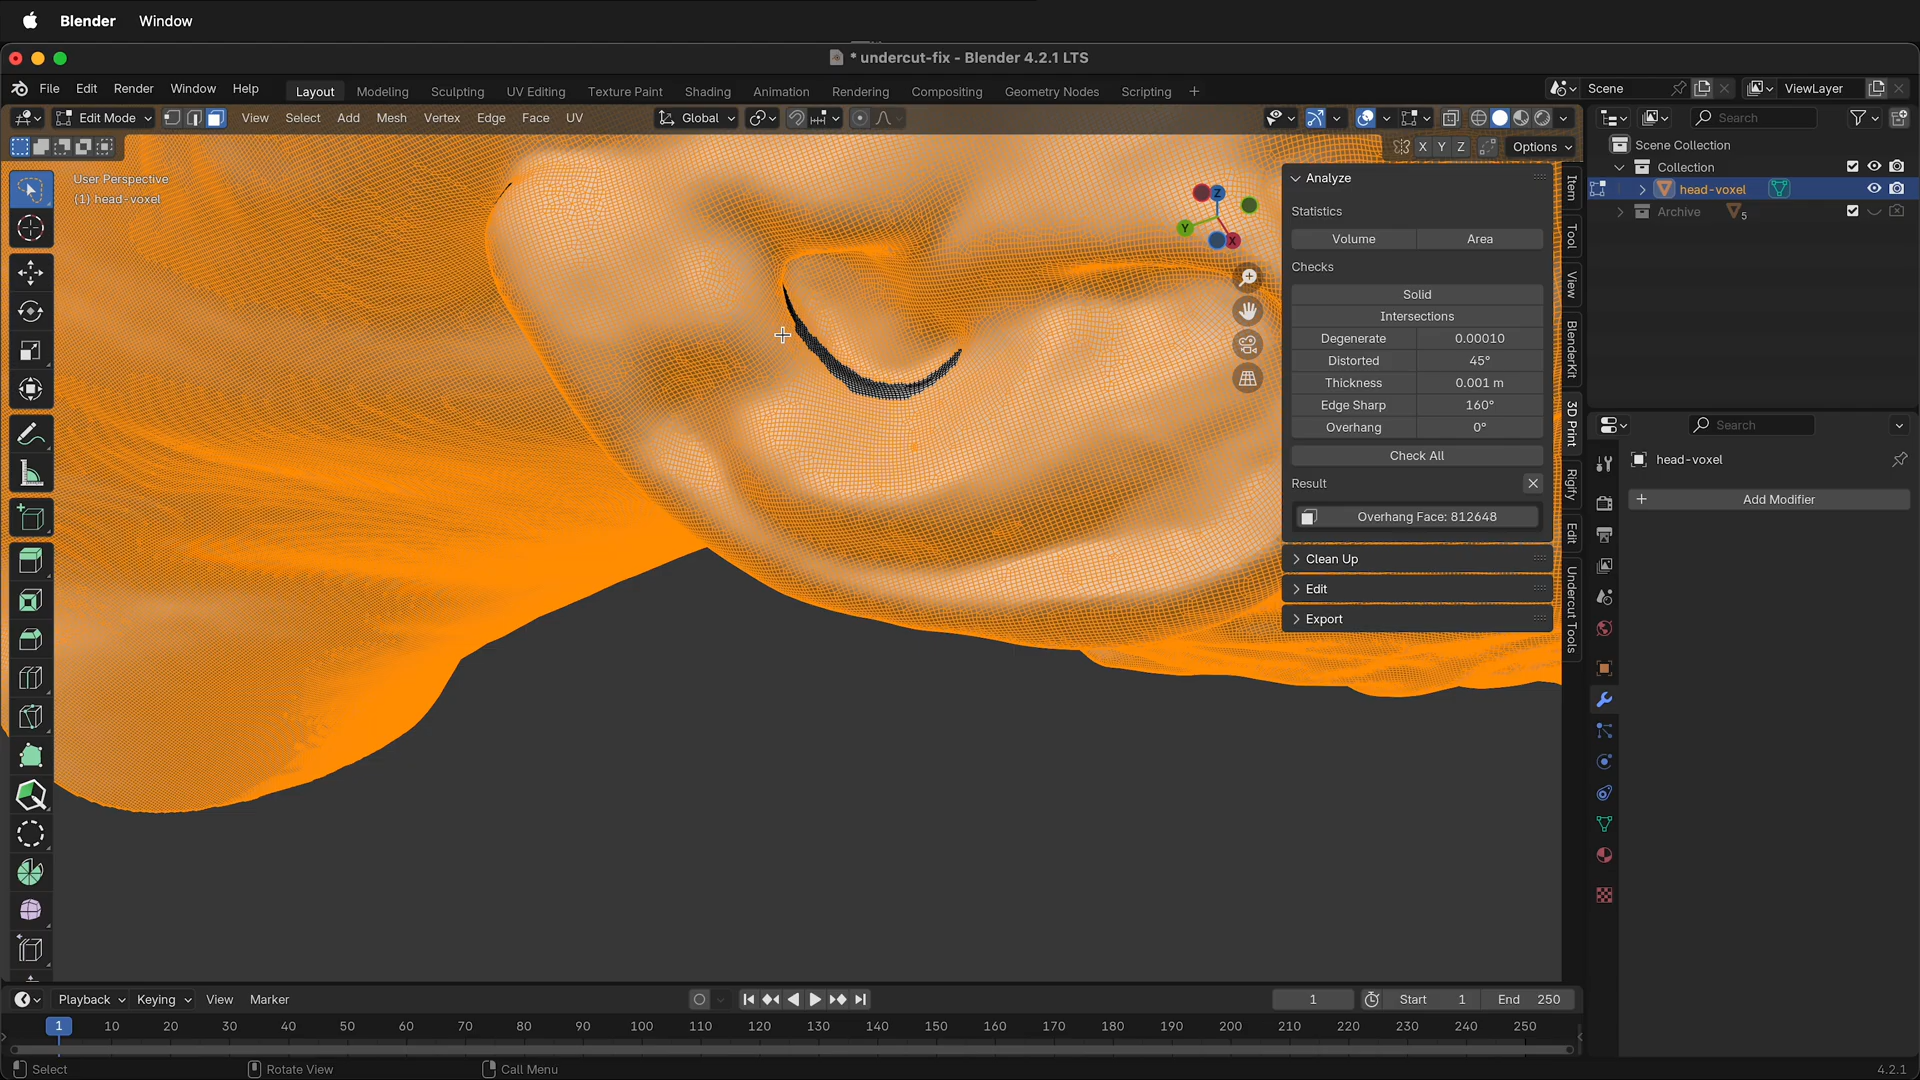 Blender Window
* undercut-fix - Blender 4.2.1 LTS
File Edit Render Window Help Layout Modeling Sculpting UV Editing Texture Paint Shading Animation Rendering Compositing Geometry Nodes Scripting + Scene ViewLayer
Edit Mode View Select Add Mesh Vertex Edge Face UV Global Search
X Y Z Options
Scene Collection
Collection
head-voxel
Archive 5
User Perspective
(1) head-voxel
Z
Y
X
Analyze
Statistics
Volume Area
Checks
Solid
Intersections
Degenerate 0.00010
Distorted 45°
Thickness 0.001 m
Edge Sharp 160°
Overhang 0°
Check All
Result
Overhang Face: 812648
Clean Up
Edit
Export
Item
Tool
View
BlenderKit
3D Print
Rigify
Edit
Undercut Tools
Search
head-voxel
+ Add Modifier
Playback Keying View Marker 1 Start 1 End 250
1 10 20 30 40 50 60 70 80 90 100 110 120 130 140 150 160 170 180 190 200 210 220 230 240 250
Select Rotate View Call Menu 4.2.1